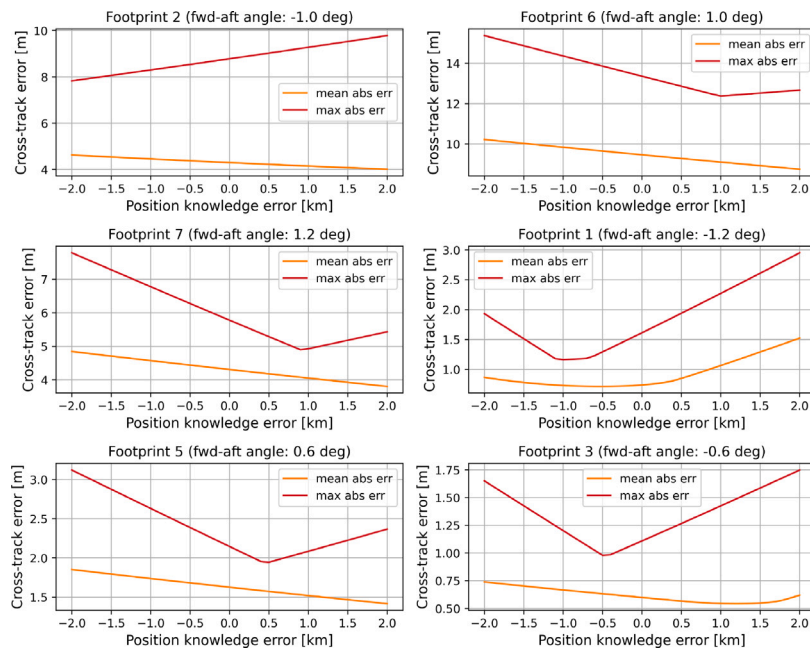 Footprint 2 (fwd-aft angle: -1.0 deg)
Cross-track error [m]
10
8
6
4
mean abs err
max abs err
−2.0 −1.5 −1.0 −0.5 0.0 0.5 1.0 1.5 2.0
Position knowledge error [km]
Footprint 6 (fwd-aft angle: 1.0 deg)
Cross-track error [m]
14
12
10
mean abs err
max abs err
−2.0 −1.5 −1.0 −0.5 0.0 0.5 1.0 1.5 2.0
Position knowledge error [km]
Footprint 7 (fwd-aft angle: 1.2 deg)
Cross-track error [m]
7
6
5
4
mean abs err
max abs err
−2.0 −1.5 −1.0 −0.5 0.0 0.5 1.0 1.5 2.0
Position knowledge error [km]
Footprint 1 (fwd-aft angle: -1.2 deg)
Cross-track error [m]
3.0
2.5
2.0
1.5
1.0
mean abs err
max abs err
−2.0 −1.5 −1.0 −0.5 0.0 0.5 1.0 1.5 2.0
Position knowledge error [km]
Footprint 5 (fwd-aft angle: 0.6 deg)
Cross-track error [m]
3.0
2.5
2.0
1.5
mean abs err
max abs err
−2.0 −1.5 −1.0 −0.5 0.0 0.5 1.0 1.5 2.0
Position knowledge error [km]
Footprint 3 (fwd-aft angle: -0.6 deg)
Cross-track error [m]
1.75
1.50
1.25
1.00
0.75
0.50
mean abs err
max abs err
−2.0 −1.5 −1.0 −0.5 0.0 0.5 1.0 1.5 2.0
Position knowledge error [km]